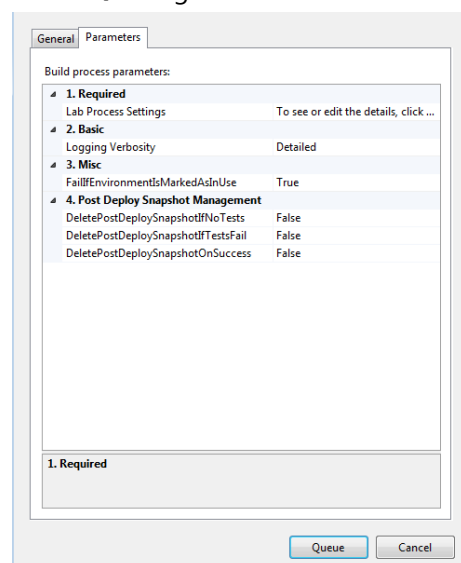 General Parameters
Build process parameters:
1. Required
Lab Process Settings To see or edit the details, click ...
2. Basic
Logging Verbosity Detailed
3. Misc
FailIfEnvironmentIsMarkedAsInUse True
4. Post Deploy Snapshot Management
DeletePostDeploySnapshotIfNoTests False
DeletePostDeploySnapshotIfTestsFail False
DeletePostDeploySnapshotOnSuccess False
1. Required
Queue Cancel